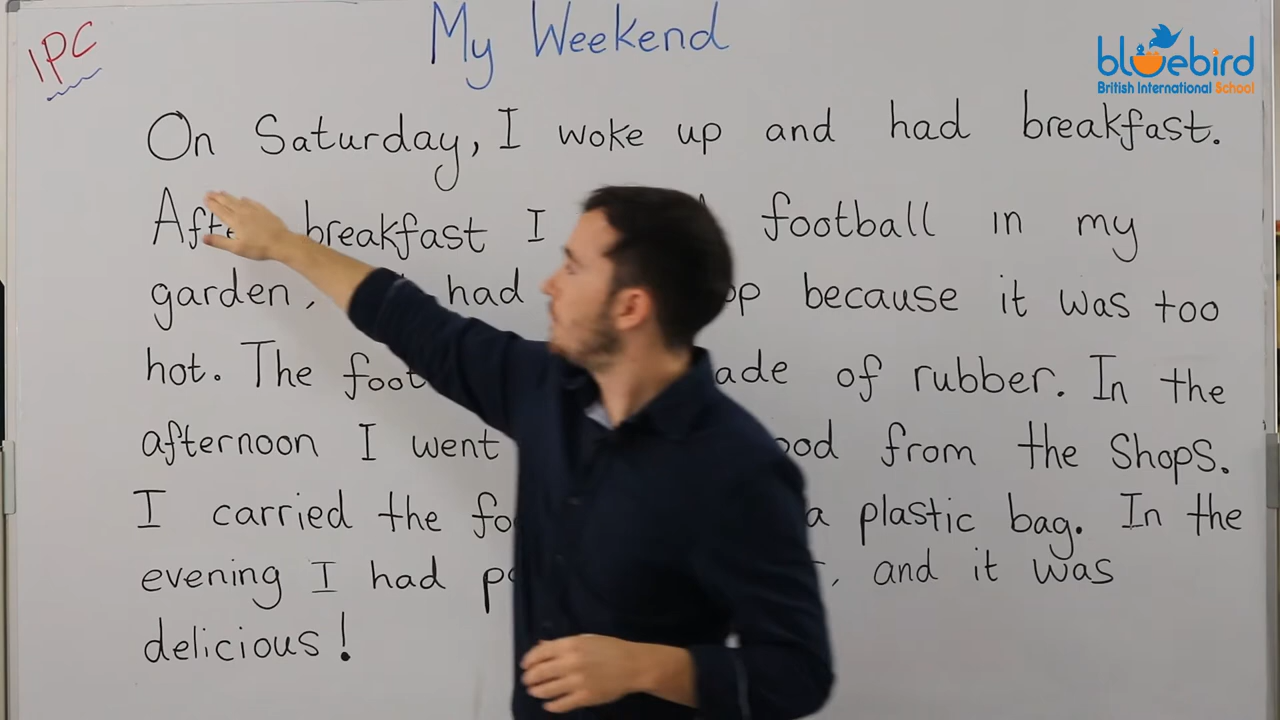 IPC
My Weekend
bluebird
British International School
On Saturday, I woke up and had breakfast.
breakfast I football in my
garden, had because it was too
hot. The of rubber. In the
afternoon I went from the Shops.
I carried the a plastic bag. In the
evening I had and it was
delicious!